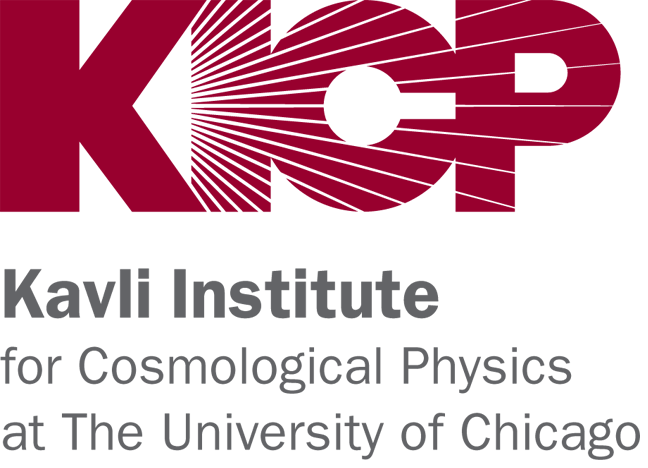 KICP
Kavli Institute
for Cosmological Physics
at The University of Chicago